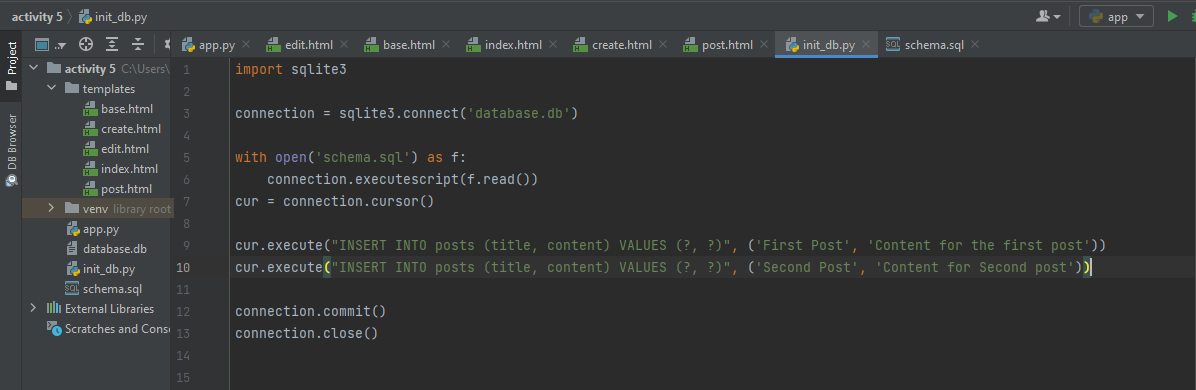 activity 5 init_db.py app
app.py edit.html base.html index.html create.html post.html init_db.py schema.sql
Project
DB Browser
activity 5 C:\Users\
templates
base.html
create.html
edit.html
index.html
post.html
venv library root
app.py
database.db
init_db.py
schema.sql
External Libraries
Scratches and Cons
1 import sqlite3
2
3 connection = sqlite3.connect('database.db')
4
5 with open('schema.sql') as f:
6     connection.executescript(f.read())
7 cur = connection.cursor()
8
9 cur.execute("INSERT INTO posts (title, content) VALUES (?, ?)", ('First Post', 'Content for the first post'))
10 cur.execute("INSERT INTO posts (title, content) VALUES (?, ?)", ('Second Post', 'Content for Second post'))
11
12 connection.commit()
13 connection.close()
14
15